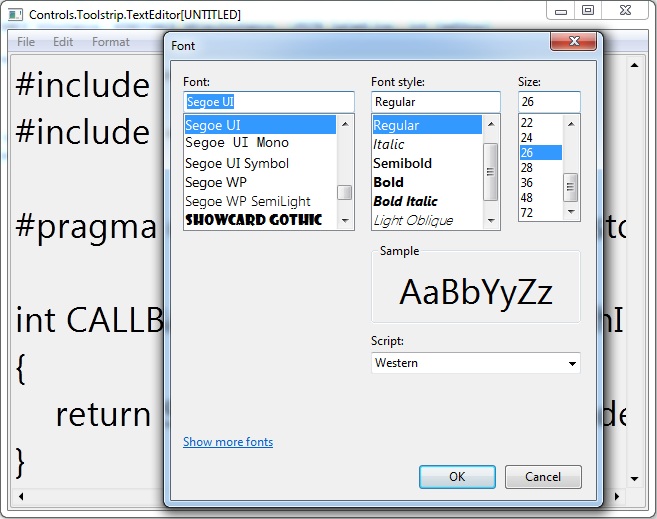 Controls.Toolstrip.TextEditor[UNTITLED]
File Edit Format
#include
#include
#pragma
int CALLB
{
return
}
Font
Font:
Segoe UI
Segoe UI
Segoe UI Mono
Segoe UI Symbol
Segoe WP
Segoe WP SemiLight
SHOWCARD GOTHIC
Font style:
Regular
Regular
Italic
Semibold
Bold
Bold Italic
Light Oblique
Size:
26
22
24
26
28
36
48
72
Sample
AaBbYyZz
Script:
Western
Show more fonts
OK Cancel